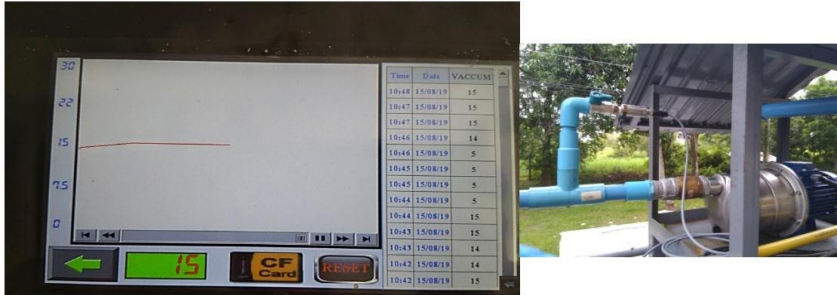 30
22
15
7.5
0
Time Date VACCUM
10:48 15/08/19 15
10:47 15/08/19 15
10:47 15/08/19 15
10:46 15/08/19 14
10:46 15/08/19 5
10:45 15/08/19 5
10:45 15/08/19 5
10:44 15/08/19 5
10:44 15/08/19 15
10:43 15/08/19 15
10:43 15/08/19 14
10:42 15/08/19 14
10:42 15/08/19 15
15
CF
Card
RESET